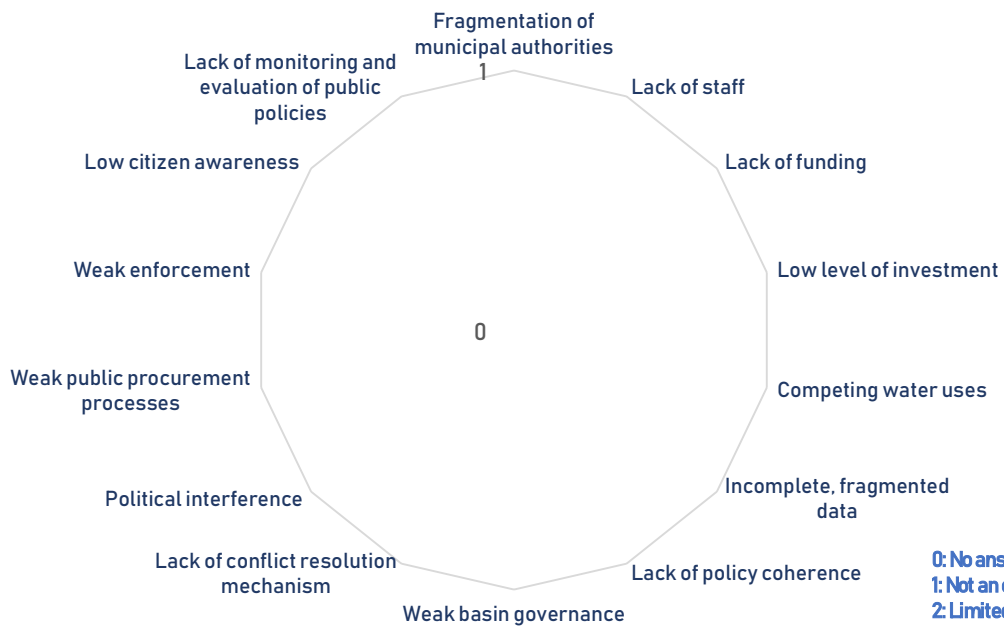 Fragmentation of
municipal authorities
1
Lack of staff
Lack of funding
Low level of investment
Competing water uses
Incomplete, fragmented
data
Lack of policy coherence
Weak basin governance
Lack of conflict resolution
mechanism
Political interference
Weak public procurement
processes
Weak enforcement
Low citizen awareness
Lack of monitoring and
evaluation of public
policies
0
0: No
1: Not an
2: Limited